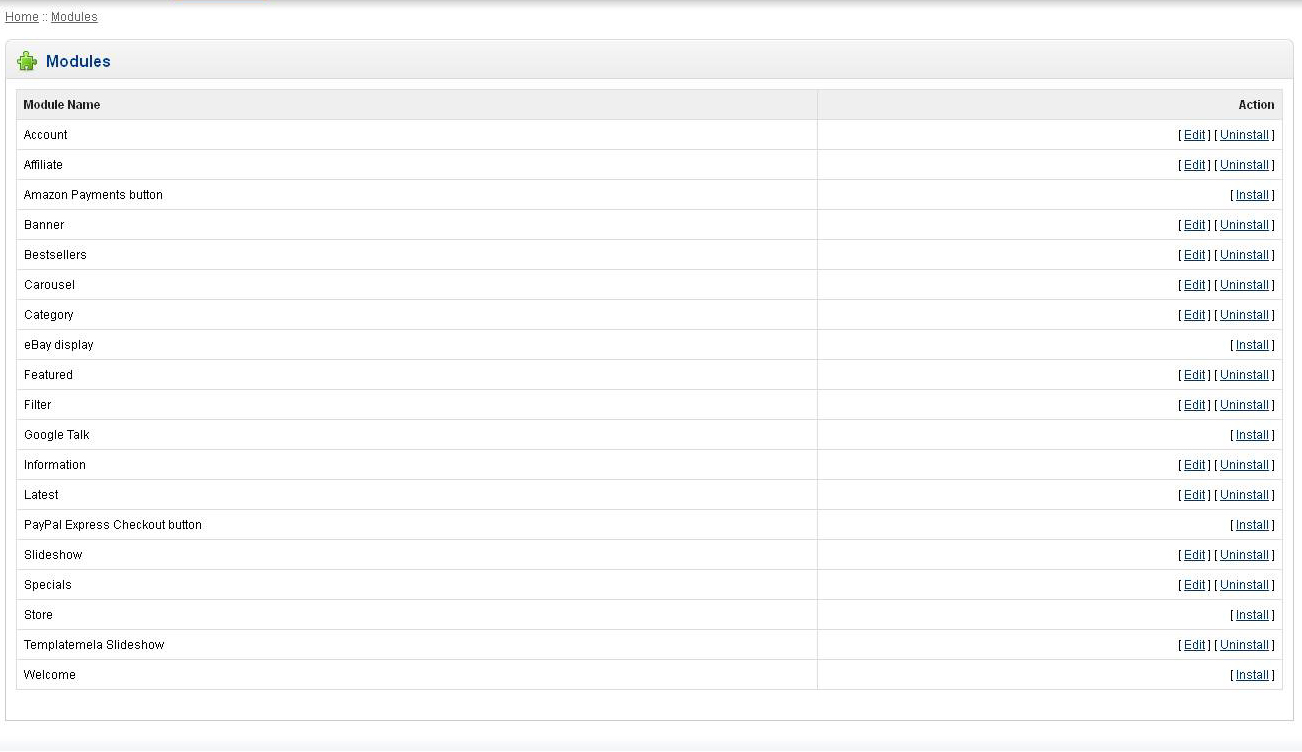 Home :: Modules
Modules
Module Name Action
Account [ Edit ] [ Uninstall ]
Affiliate [ Edit ] [ Uninstall ]
Amazon Payments button [ Install ]
Banner [ Edit ] [ Uninstall ]
Bestsellers [ Edit ] [ Uninstall ]
Carousel [ Edit ] [ Uninstall ]
Category [ Edit ] [ Uninstall ]
eBay display [ Install ]
Featured [ Edit ] [ Uninstall ]
Filter [ Edit ] [ Uninstall ]
Google Talk [ Install ]
Information [ Edit ] [ Uninstall ]
Latest [ Edit ] [ Uninstall ]
PayPal Express Checkout button [ Install ]
Slideshow [ Edit ] [ Uninstall ]
Specials [ Edit ] [ Uninstall ]
Store [ Install ]
Templatemela Slideshow [ Edit ] [ Uninstall ]
Welcome [ Install ]